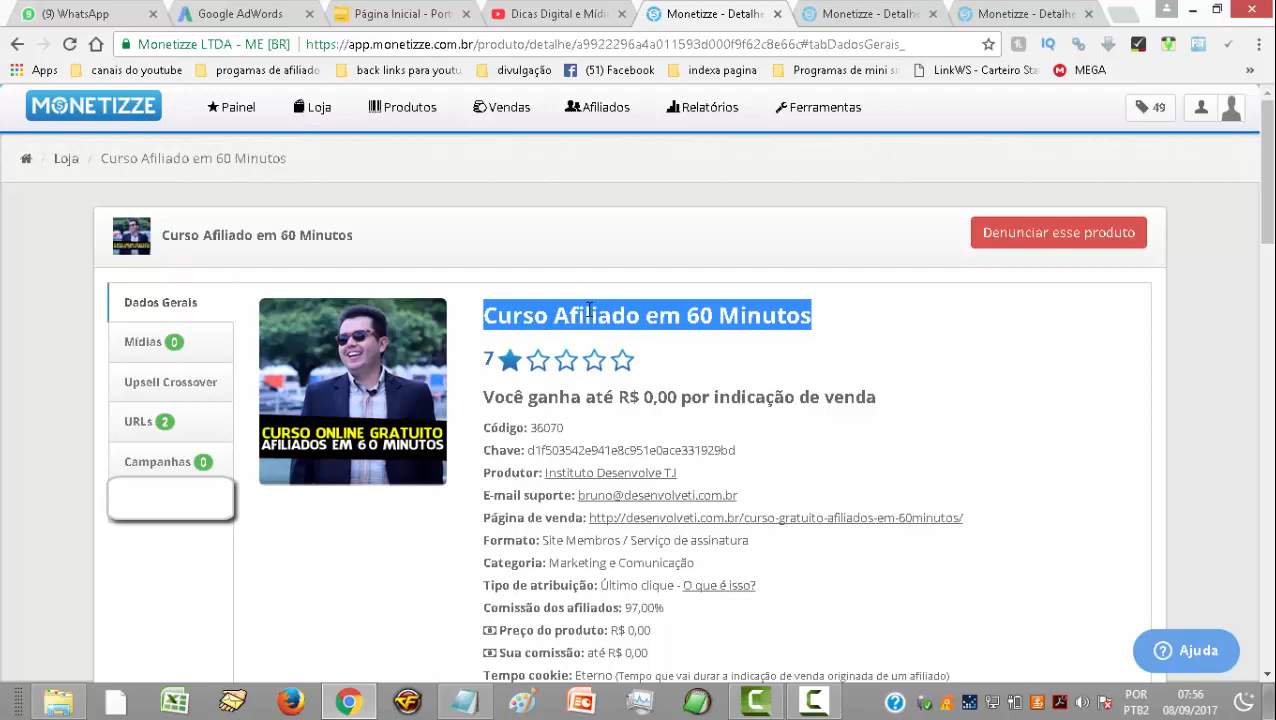 (9) WhatsApp
Google AdWords
Página Inicial - Port
Dicas Digital e Mídi
Monetizze - Detalhe
Monetizze - Detalhe
Monetizze - Detalhe
Monetizze LTDA - ME [BR] https://app.monetizze.com.br/produto/detalhe/a9922296a4a011593d000f9f62c8e66c#tabDadosGerais_
Apps canais do youtube progamas de afiliado back links para youtu divulgação (51) Facebook indexa pagina Programas de mini si LinkWS - Carteiro Star MEGA »
MONETIZZE Painel Loja Produtos Vendas Afiliados Relatórios Ferramentas 49
/ Loja / Curso Afiliado em 60 Minutos
Curso Afiliado em 60 Minutos
Denunciar esse produto
Dados Gerais
Mídias 0
Upsell Crossover
URLs 2
Campanhas 0
CURSO ONLINE GRATUITO
AFILIADOS EM 60 MINUTOS
Curso Afiliado em 60 Minutos
7
Você ganha até R$ 0,00 por indicação de venda
Código: 36070
Chave: d1f503542e941e8c951e0ace331929bd
Produtor: Instituto Desenvolve T.I
E-mail suporte: bruno@desenvolveti.com.br
Página de venda: http://desenvolveti.com.br/curso-gratuito-afiliados-em-60minutos/
Formato: Site Membros / Serviço de assinatura
Categoria: Marketing e Comunicação
Tipo de atribuição: Último clique - O que é isso?
Comissão dos afiliados: 97,00%
Preço do produto: R$ 0,00
Sua comissão: até R$ 0,00
Tempo cookie: Eterno (Tempo que vai durar a indicação de venda originada de um afiliado)
Ajuda
POR
PTB2
07:56
08/09/2017